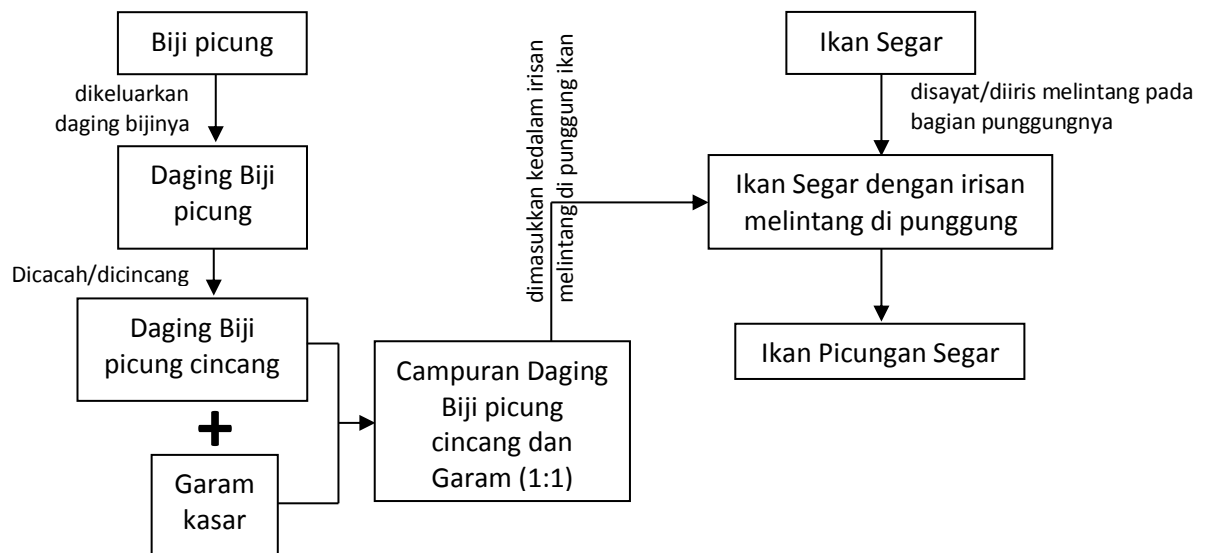 Biji picung
dikeluarkan
daging bijinya
Daging Biji
picung
Dicacah/dicincang
Daging Biji
picung cincang
+
Garam
kasar
Campuran Daging
Biji picung
cincang dan
Garam (1:1)
dimasukkan kedalam irisan
melintang di punggung ikan
Ikan Segar
disayat/diiris melintang pada
bagian punggungnya
Ikan Segar dengan irisan
melintang di punggung
Ikan Picungan Segar